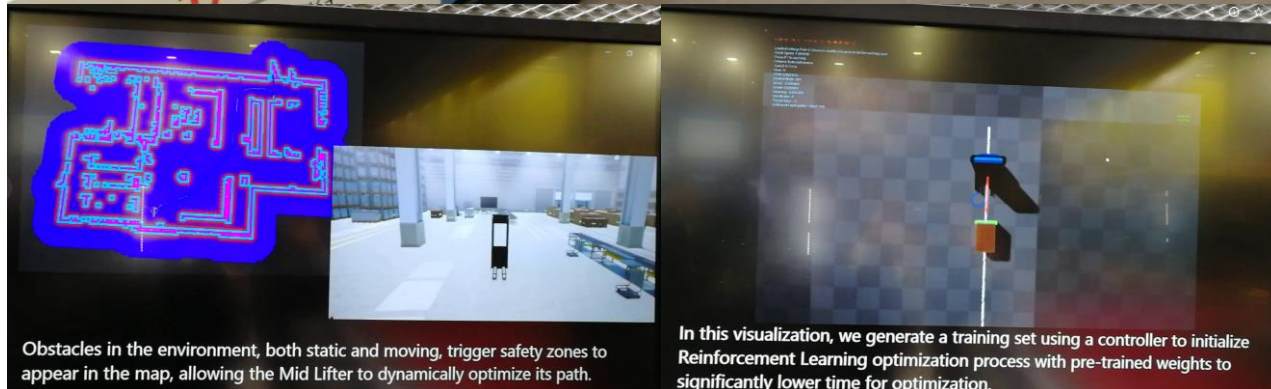 Obstacles in the environment, both static and moving, trigger safety zones to
appear in the map, allowing the Mid Lifter to dynamically optimize its path.
In this visualization, we generate a training set using a controller to initialize
Reinforcement Learning optimization process with pre-trained weights to
significantly lower time for optimization.